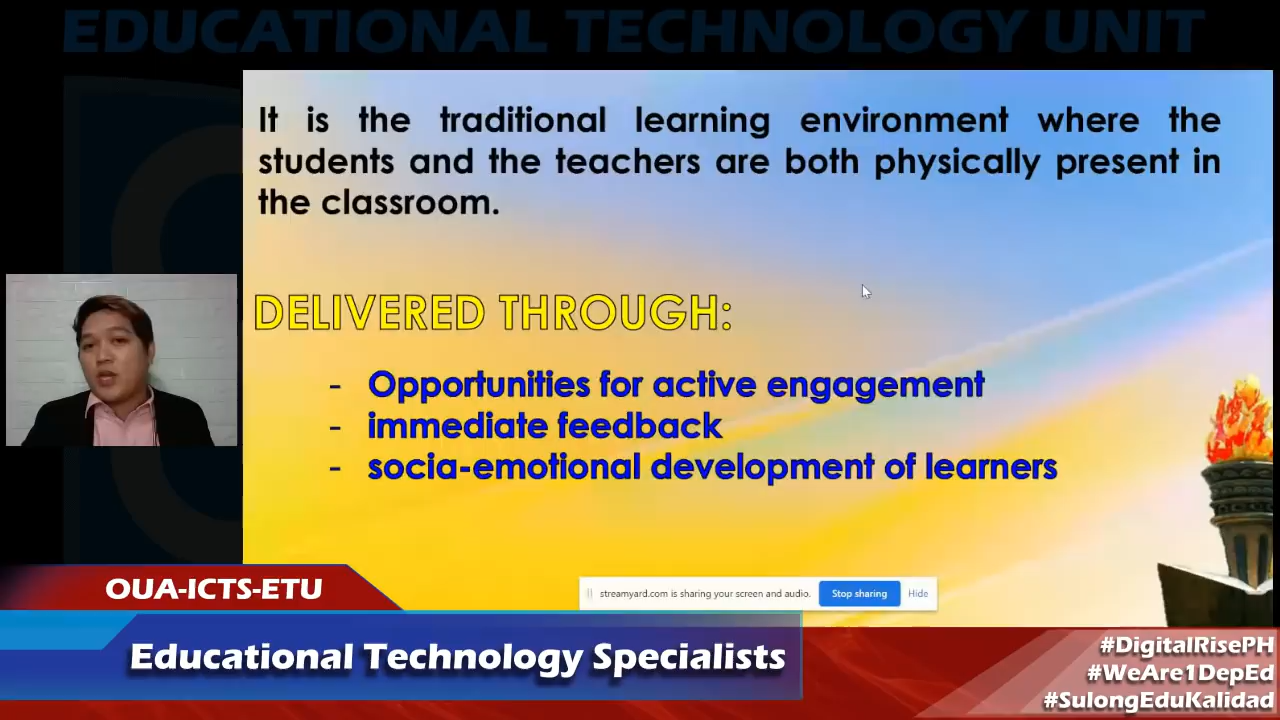 EDUCATIONAL TECHNOLOGY UNIT
It is the traditional learning environment where the
students and the teachers are both physically present in
the classroom.
DELIVERED THROUGH:
- Opportunities for active engagement
- immediate feedback
- socia-emotional development of learners
streamyard.com is sharing your screen and audio. Stop sharing Hide
OUA-ICTS-ETU
Educational Technology Specialists
#DigitalRisePH
#WeAre1DepEd
#SulongEduKalidad